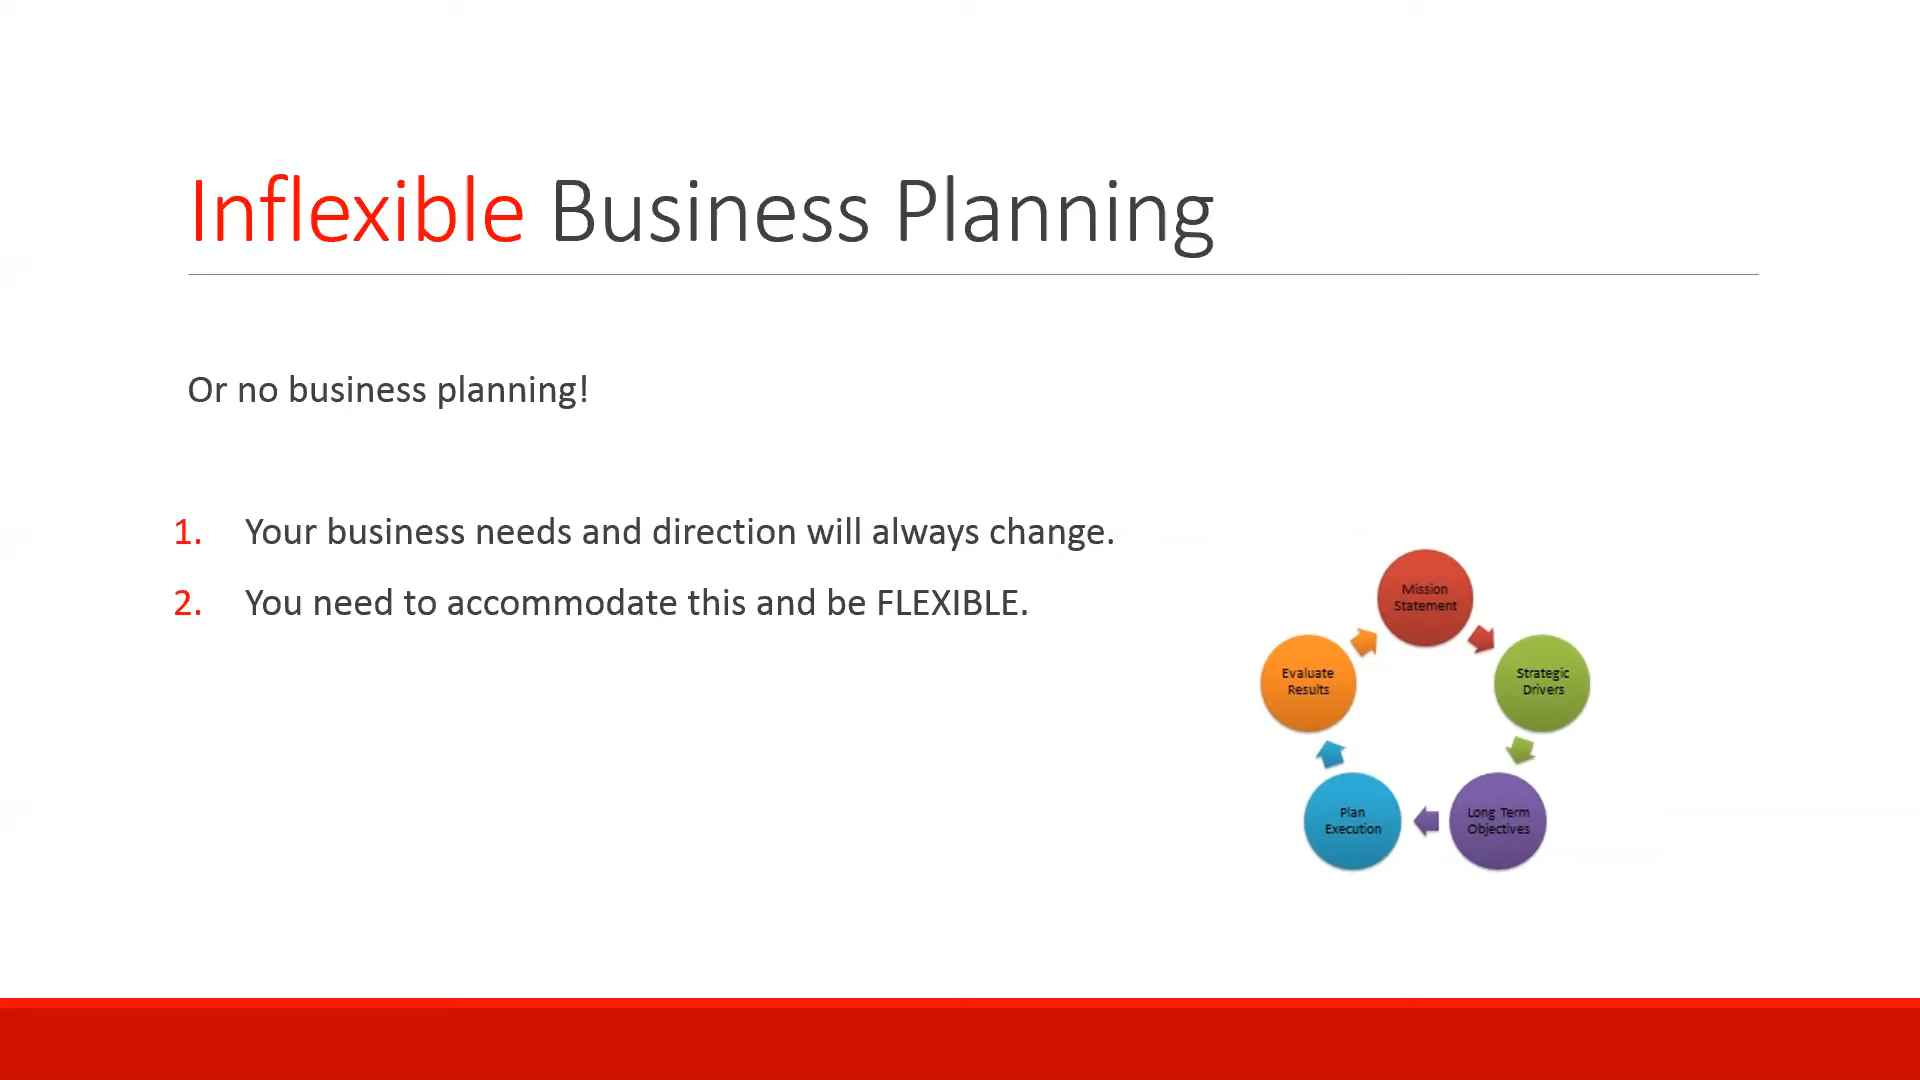 Inflexible Business Planning
Or no business planning!
1. Your business needs and direction will always change.
2. You need to accommodate this and be FLEXIBLE.
Mission
Statement
Strategic
Drivers
Long Term
Objectives
Plan
Execution
Evaluate
Results